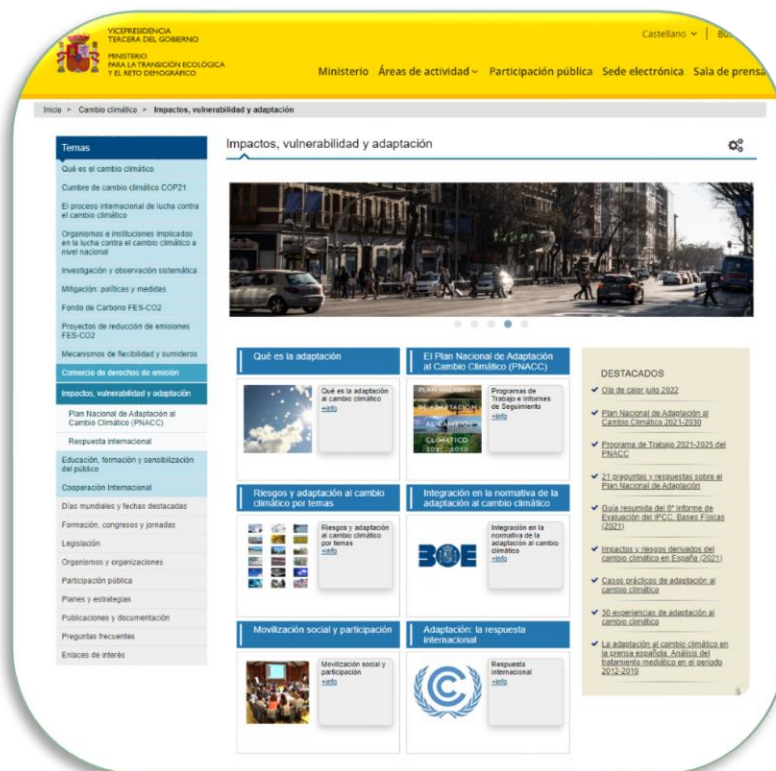 VICEPRESIDENCIA
TERCERA DEL GOBIERNO
MINISTERIO
PARA LA TRANSICIÓN ECOLÓGICA
Y EL RETO DEMOGRÁFICO
Castellano
Ministerio Áreas de actividad Participación pública Sede electrónica Sala de prensa
Inicio > Cambio climático > Impactos, vulnerabilidad y adaptación
Temas
Qué es el cambio climático
Cumbre de cambio climático COP21
El proceso internacional de lucha contra
el cambio climático
Organismos e instituciones implicados
en la lucha contra el cambio climático a
nivel nacional
Investigación y observación sistemática
Mitigación: políticas y medidas
Fondo de Carbono FES-CO2
Proyectos de reducción de emisiones
FES-CO2
Mecanismos de flexibilidad y sumideros
Comercio de derechos de emisión
Impactos, vulnerabilidad y adaptación
Plan Nacional de Adaptación al
Cambio Climático (PNACC)
Respuesta internacional
Educación, formación y sensibilización
del público
Cooperación Internacional
Días mundiales y fechas destacadas
Formación, congresos y jornadas
Legislación
Organismos y organizaciones
Participación pública
Planes y estrategias
Publicaciones y documentación
Preguntas frecuentes
Enlaces de interés
Impactos, vulnerabilidad y adaptación
Qué es la adaptación
Qué es la adaptación
al cambio climático
+info
El Plan Nacional de Adaptación
al Cambio Climático (PNACC)
PLAN NACIONAL
DE ADAPTACIÓN
AL CAMBIO
CLIMÁTICO
2021-2030
Programas de
Trabajo e Informes
de Seguimiento
+info
Riesgos y adaptación al cambio
climático por temas
Riesgos y adaptación
al cambio climático
por temas
+info
Integración en la normativa de la
adaptación al cambio climático
BOE
Integración en la
normativa de la
adaptación al cambio
climático
+info
Movilización social y participación
Movilización social y
participación
+info
Adaptación: la respuesta
internacional
Respuesta
internacional
+info
DESTACADOS
Ola de calor julio 2022
Plan Nacional de Adaptación al
Cambio Climático 2021-2030
Programa de Trabajo 2021-2025 del
PNACC
21 preguntas y respuestas sobre el
Plan Nacional de Adaptación
Guía resumida del 6º Informe de
Evaluación del IPCC. Bases Físicas
(2021)
Impactos y riesgos derivados del
cambio climático en España (2021)
Casos prácticos de adaptación al
cambio climático
30 experiencias de adaptación al
cambio climático
La adaptación al cambio climático en
la prensa española. Análisis del
tratamiento mediático en el período
2012-2019